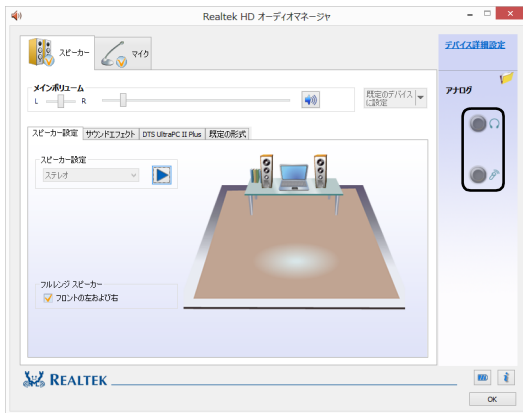 Realtek HD オーディオマネージャ
スピーカー
マイク
デバイス詳細設定
メインボリューム
L
R
既定のデバイス
に設定
アナログ
スピーカー設定
サウンドエフェクト
DTS UltraPC II Plus
既定の形式
スピーカー設定
ステレオ
フルレンジ スピーカー
フロントの左および右
REALTEK
OK